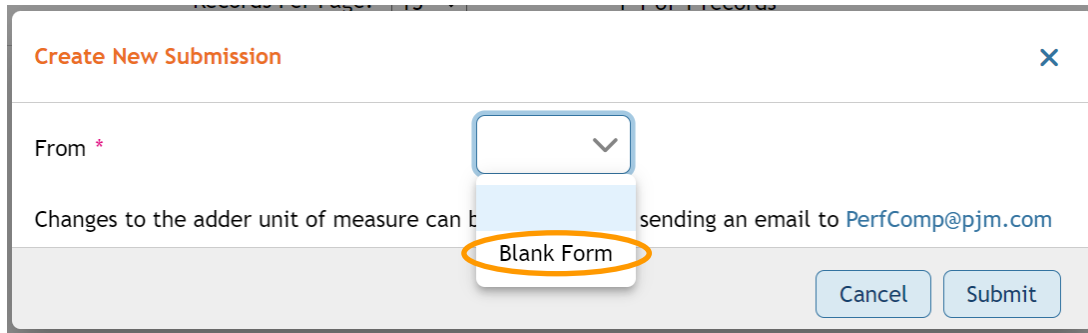 Create New Submission
From *
Changes to the adder unit of measure can sending an email to PerfComp@pjm.com
Blank Form
Cancel Submit